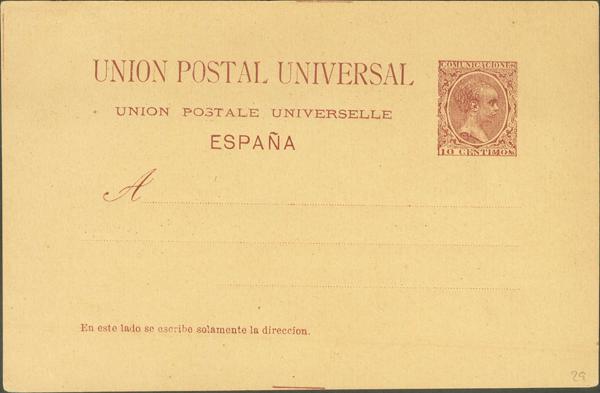 UNION POSTAL UNIVERSAL
COMUNICACIONES
UNION POSTALE UNIVERSELLE
ESPAÑA
10 CENTIMOS
A
En este lado se escribe solamente la direccion.
29